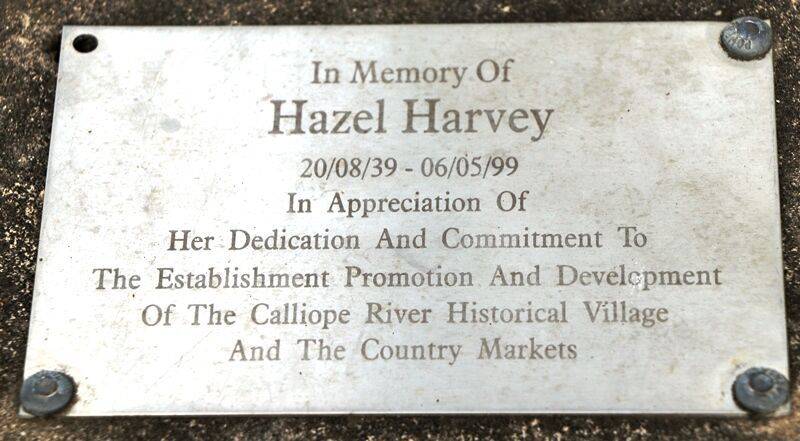 In Memory Of
Hazel Harvey
20/08/39 - 06/05/99
In Appreciation Of
Her Dedication And Commitment To
The Establishment Promotion And Development
Of The Calliope River Historical Village
And The Country Markets